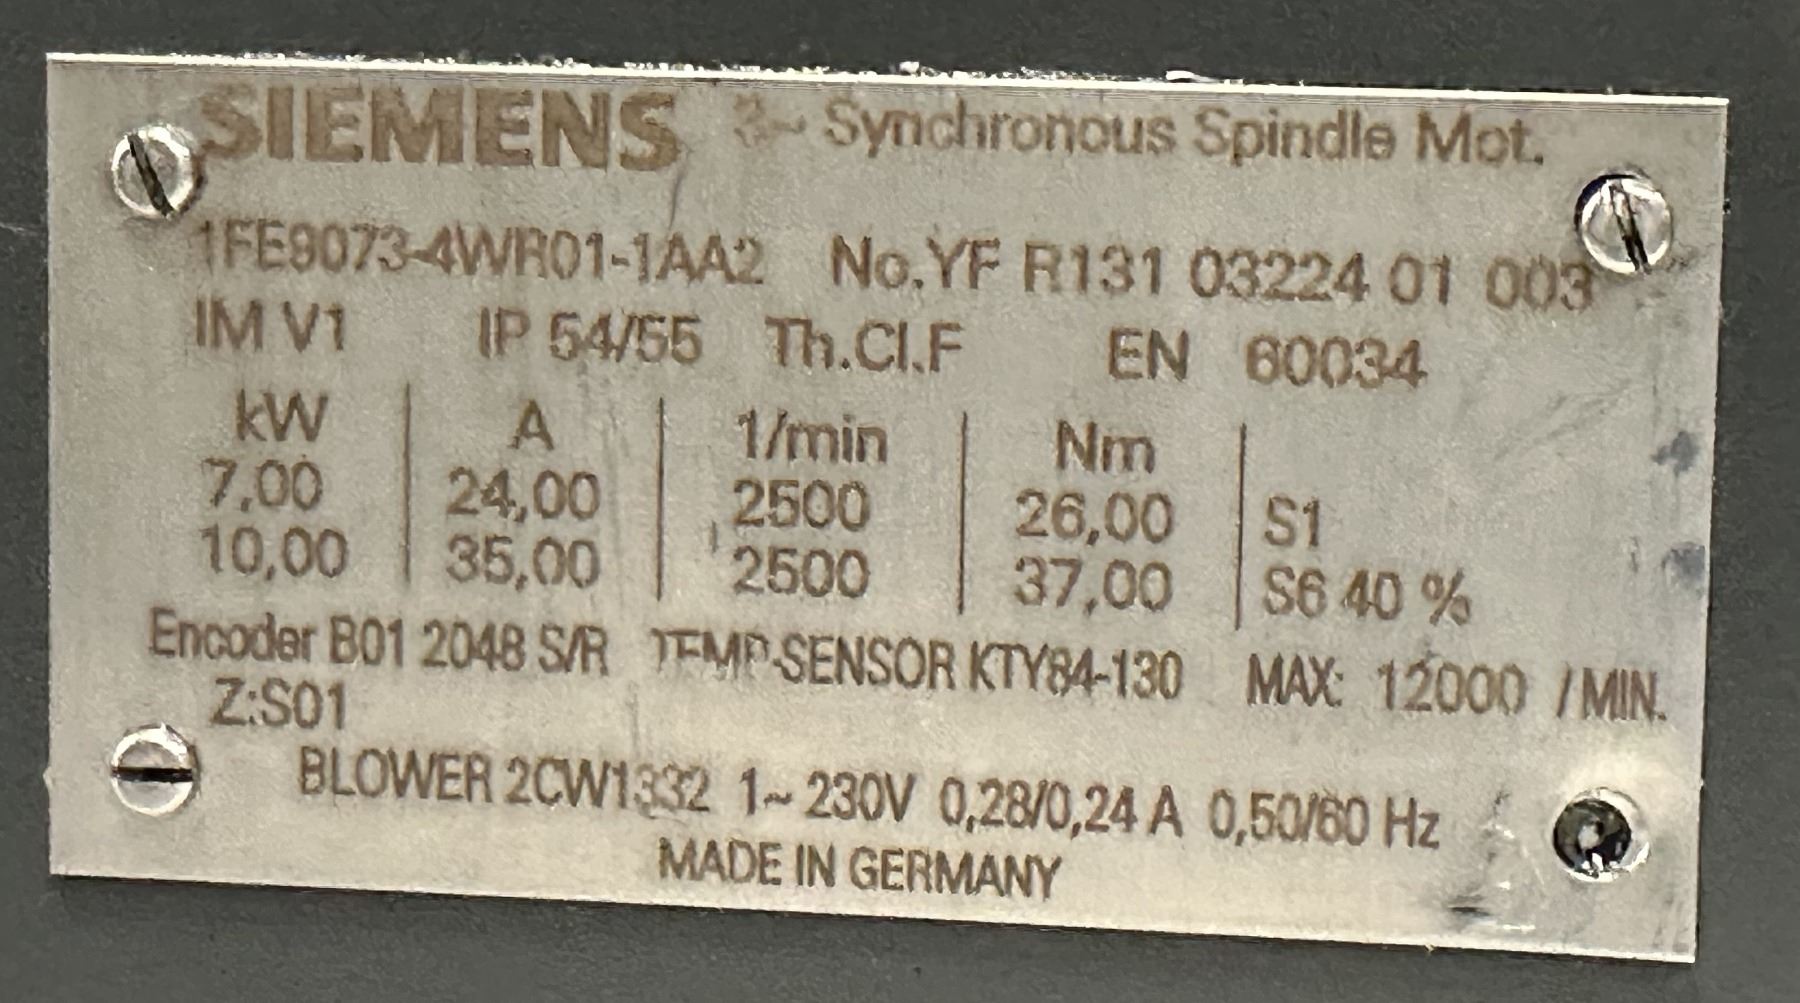 SIEMENS 3~ Synchronous Spindle Mot.
1FE9073-4WR01-1AA2 No.YF R131 03224 01 003
IM V1 IP 54/55 Th.Cl.F EN 60034
kW A 1/min Nm
7,00 24,00 2500 26,00 S1
10,00 35,00 2500 37,00 S6 40 %
Encoder B01 2048 S/R TEMP-SENSOR KTY84-130 MAX: 12000 /MIN.
Z:S01
BLOWER 2CW1332 1~ 230V 0,28/0,24 A 0,50/60 Hz
MADE IN GERMANY